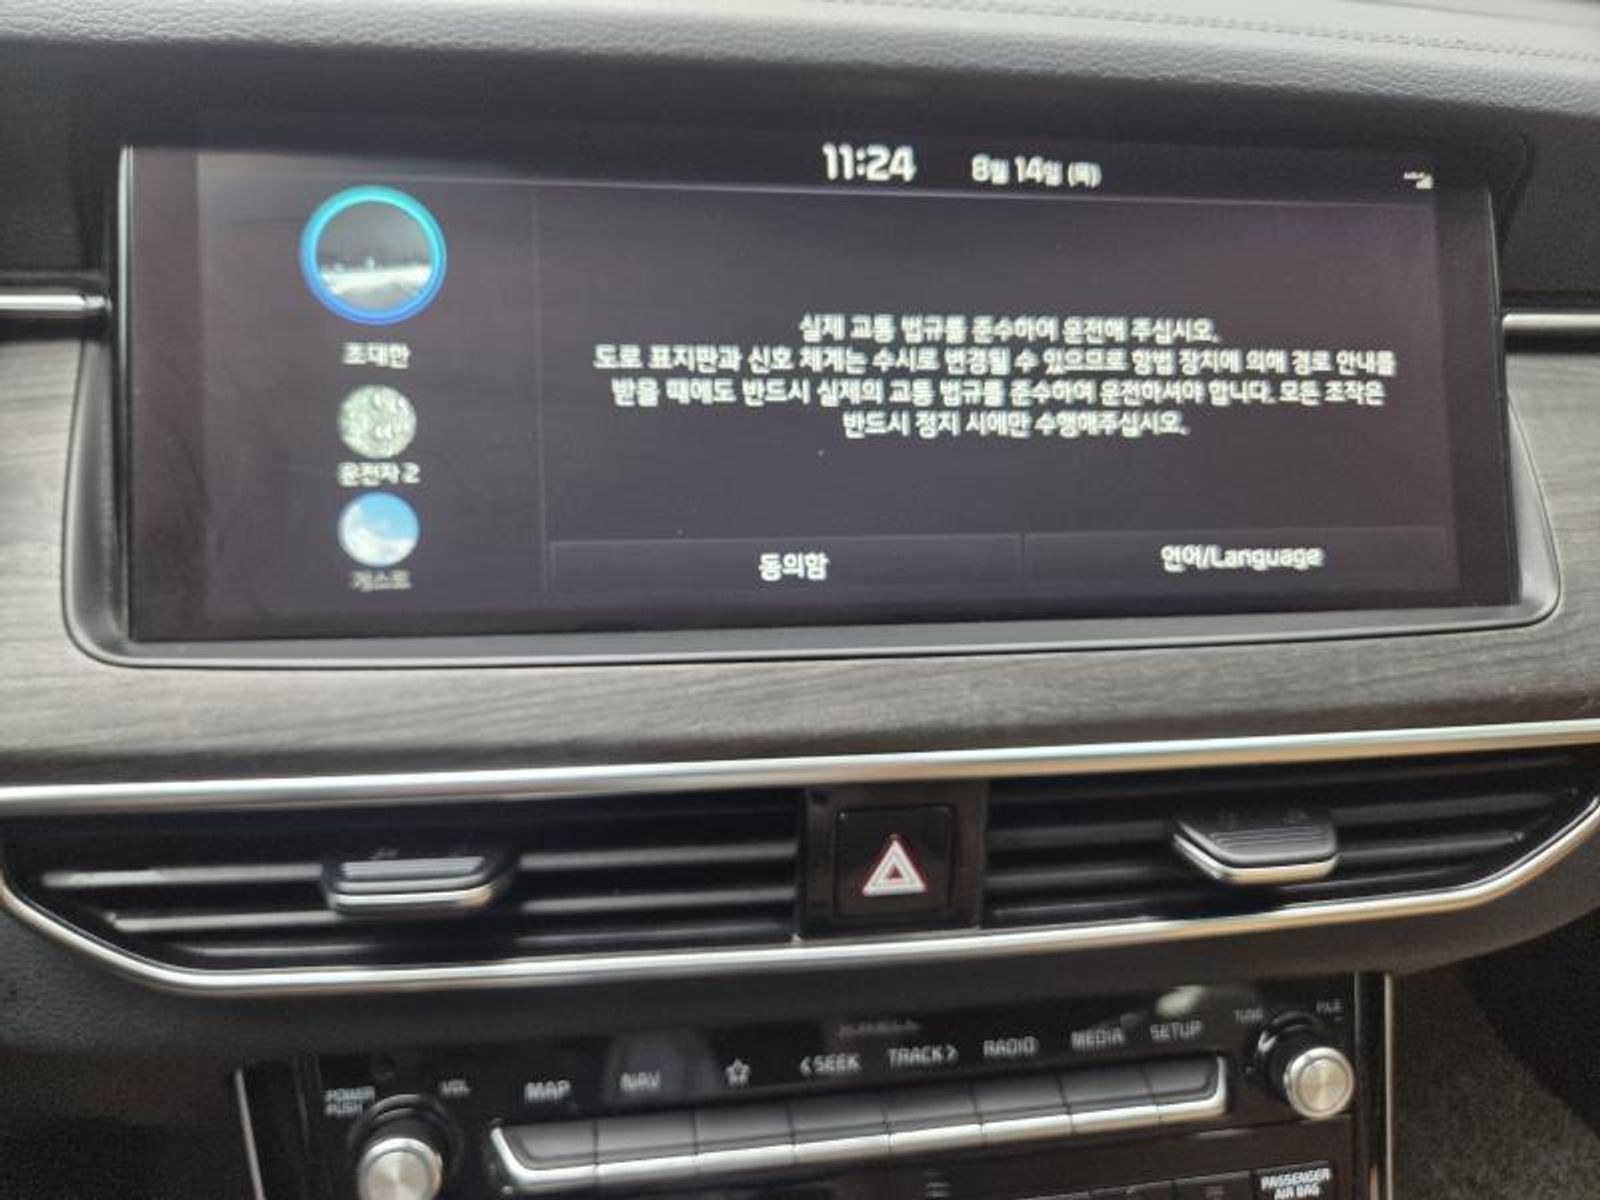 11:24 8월 14일 (목)
조대한
운전자 2
게스트
실제 교통 법규를 준수하여 운전해 주십시오.
도로 표지판과 신호 체계는 수시로 변경될 수 있으므로 항법 장치에 의해 경로 안내를
받을 때에도 반드시 실제의 교통 법규를 준수하여 운전하셔야 합니다. 모든 조작은
반드시 정지 시에만 수행해주십시오.
동의함
언어/Language
POWER
PUSH
VOL
MAP
NAV
☆
< SEEK
TRACK >
RADIO
MEDIA
SETUP
TUNE
FILE
PASSENGER
AIR BAG